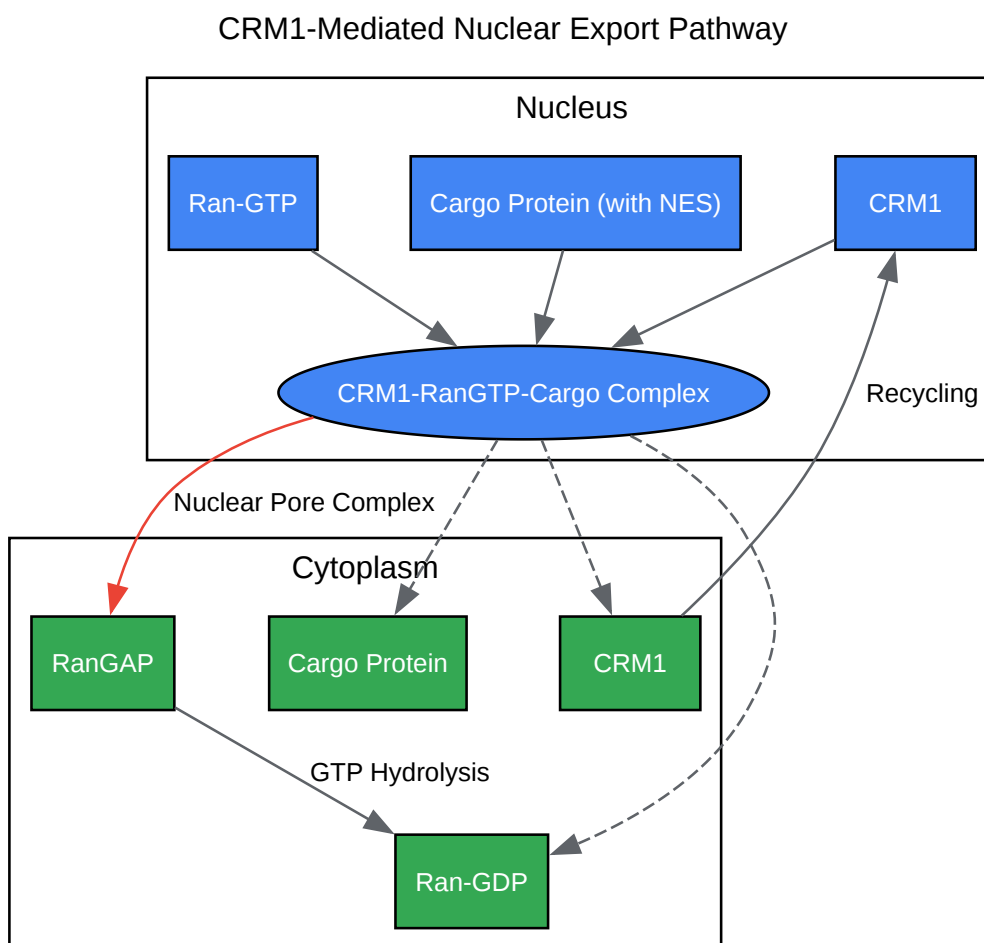 CRM1-Mediated Nuclear Export Pathway
Nucleus
Ran-GTP
Cargo Protein (with NES)
CRM1
CRM1-RanGTP-Cargo Complex
Recycling
Nuclear Pore Complex
Cytoplasm
RanGAP
Cargo Protein
CRM1
GTP Hydrolysis
Ran-GDP